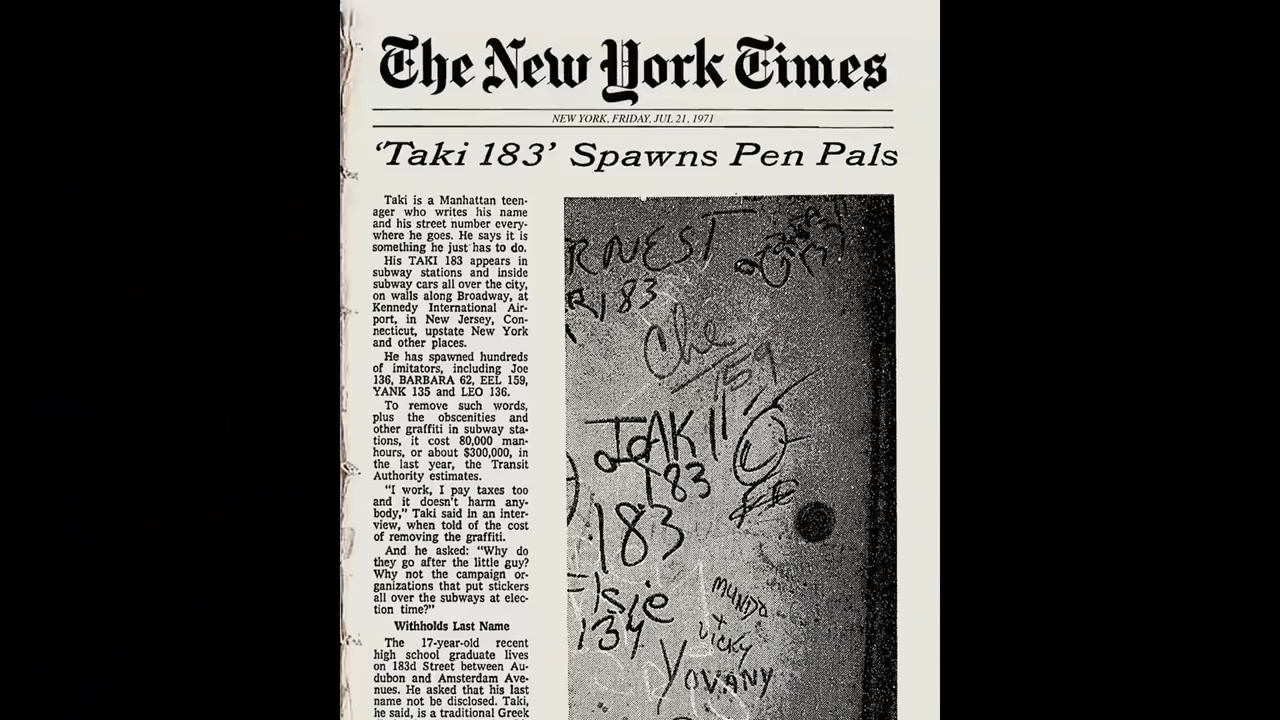 The New York Times
NEW YORK, FRIDAY, JUL 21, 1971
‘Taki 183’ Spawns Pen Pals
Taki is a Manhattan teen-
ager who writes his name
and his street number every-
where he goes. He says it is
something he just has to do.
His TAKI 183 appears in
subway stations and inside
subway cars all over the city,
on walls along Broadway, at
Kennedy International Air-
port, in New Jersey, Con-
necticut, upstate New York
and other places.
He has spawned hundreds
of imitators, including Joe
136, BARBARA 62, EEL 159,
YANK 135 and LEO 136.
To remove such words,
plus the obscenities and
other graffiti in subway sta-
tions, it cost 80,000 man-
hours, or about $300,000, in
the last year, the Transit
Authority estimates.
“I work, I pay taxes too
and it doesn’t harm any-
body,” Taki said in an inter-
view, when told of the cost
of removing the graffiti.
And he asked: “Why do
they go after the little guy?
Why not the campaign or-
ganizations that put stickers
all over the subways at elec-
tion time?”
Withholds Last Name
The 17-year-old recent
high school graduate lives
on 183d Street between Au-
dubon and Amsterdam Ave-
nues. He asked that his last
name not be disclosed. Taki,
he said, is a traditional Greek
RNEST
183
Che
159
TAKI
183
183
134
MUNDO
+
VICKY
YOVANY